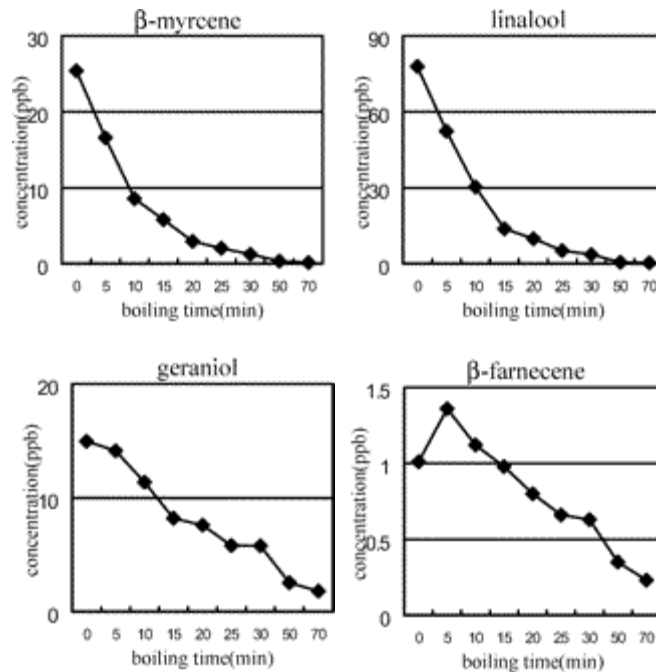 β-myrcene
30
20
10
0
concentration(ppb)
0 5 10 15 20 25 30 50 70
boiling time(min)
linalool
90
60
30
0
concentration(ppb)
0 5 10 15 20 25 30 50 70
boiling time(min)
geraniol
20
10
0
concentration(ppb)
0 5 10 15 20 25 30 50 70
boiling time(min)
β-farnecene
1.5
1
0.5
0
concentration(ppb)
0 5 10 15 20 25 30 50 70
boiling time(min)